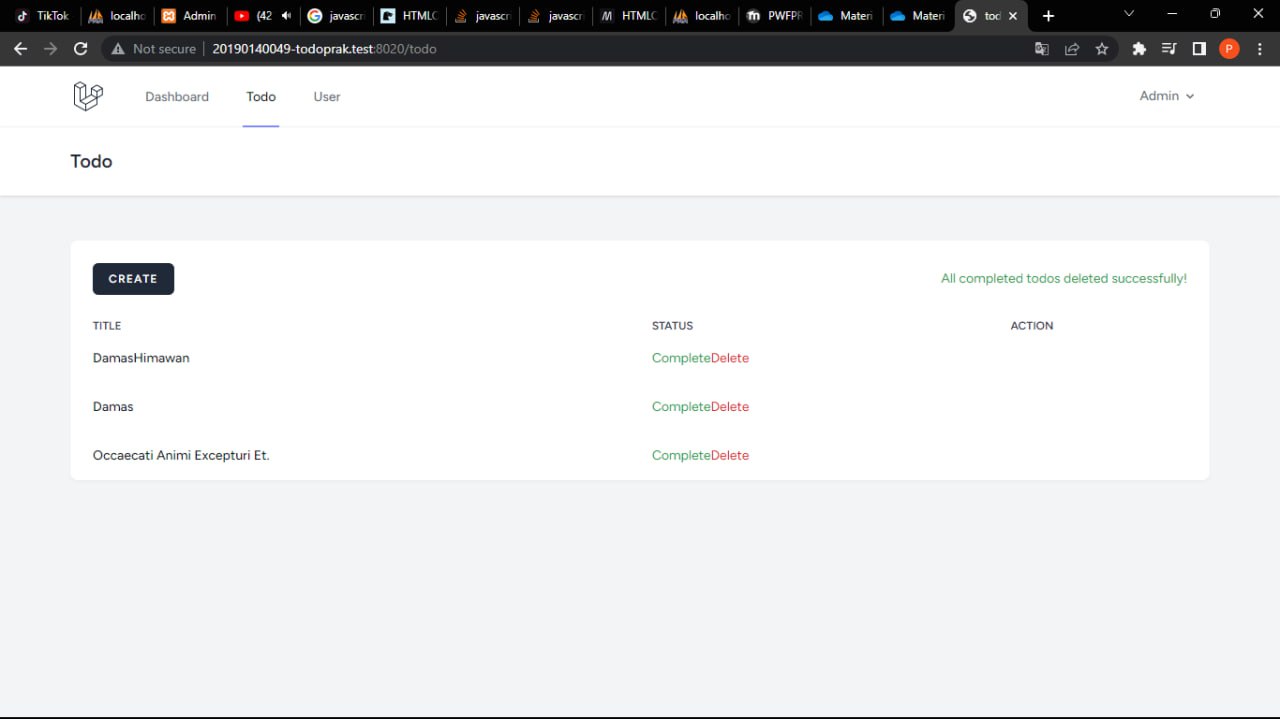 TikTok localho Admin (42 javascr HTMLC javascr javascr HTMLC localho PWFPR Materi Materi tod
Not secure 20190140049-todoprak.test:8020/todo P
Dashboard Todo User Admin
Todo
CREATE All completed todos deleted successfully!
TITLE STATUS ACTION
DamasHimawan CompleteDelete
Damas CompleteDelete
Occaecati Animi Excepturi Et. CompleteDelete